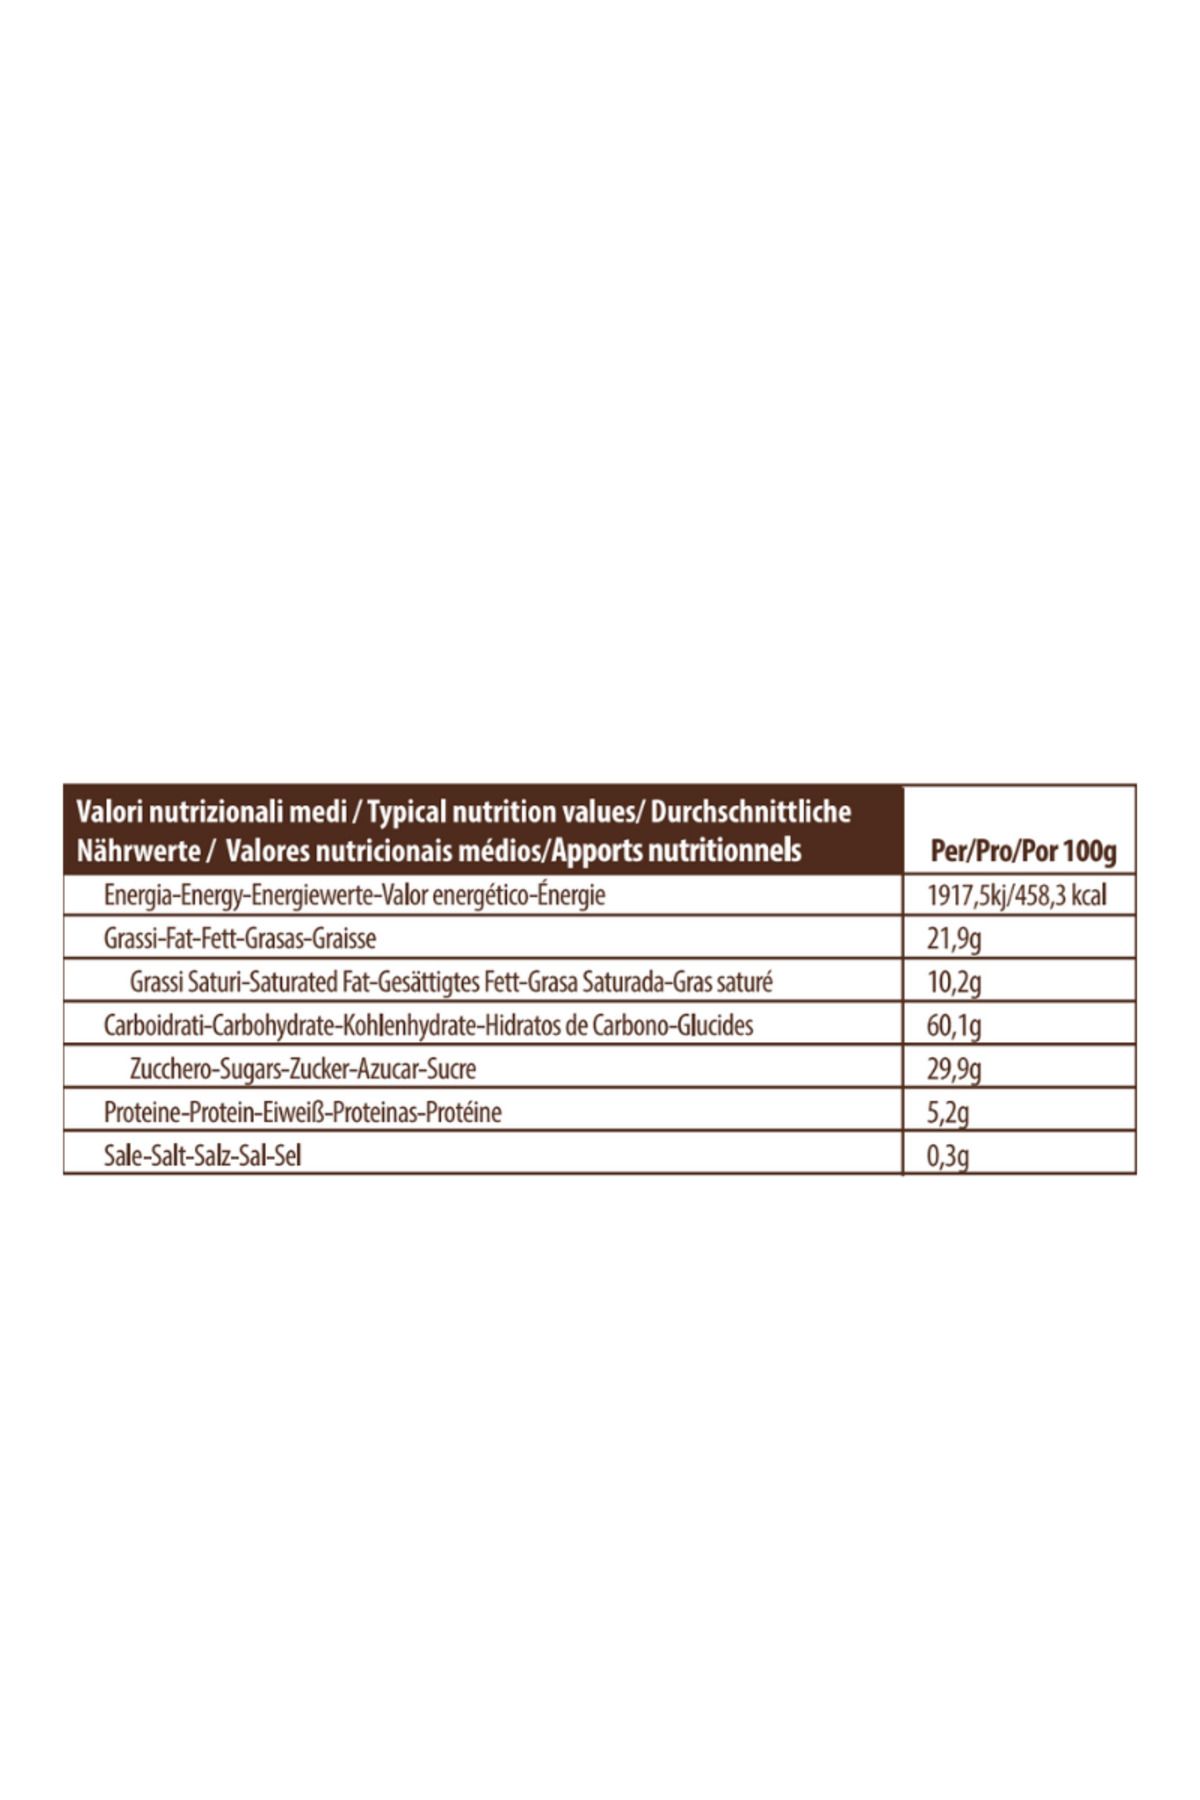 Valori nutrizionali medi / Typical nutrition values/ Durchschnittliche
Nährwerte / Valores nutricionais médios/Apports nutritionnels Per/Pro/Por 100g
Energia-Energy-Energiewerte-Valor energético-Énergie 1917,5kj/458,3 kcal
Grassi-Fat-Fett-Grasas-Graisse 21,9g
Grassi Saturi-Saturated Fat-Gesättigtes Fett-Grasa Saturada-Gras saturé 10,2g
Carboidrati-Carbohydrate-Kohlenhydrate-Hidratos de Carbono-Glucides 60,1g
Zucchero-Sugars-Zucker-Azucar-Sucre 29,9g
Proteine-Protein-Eiweiß-Proteinas-Protéine 5,2g
Sale-Salt-Salz-Sal-Sel 0,3g